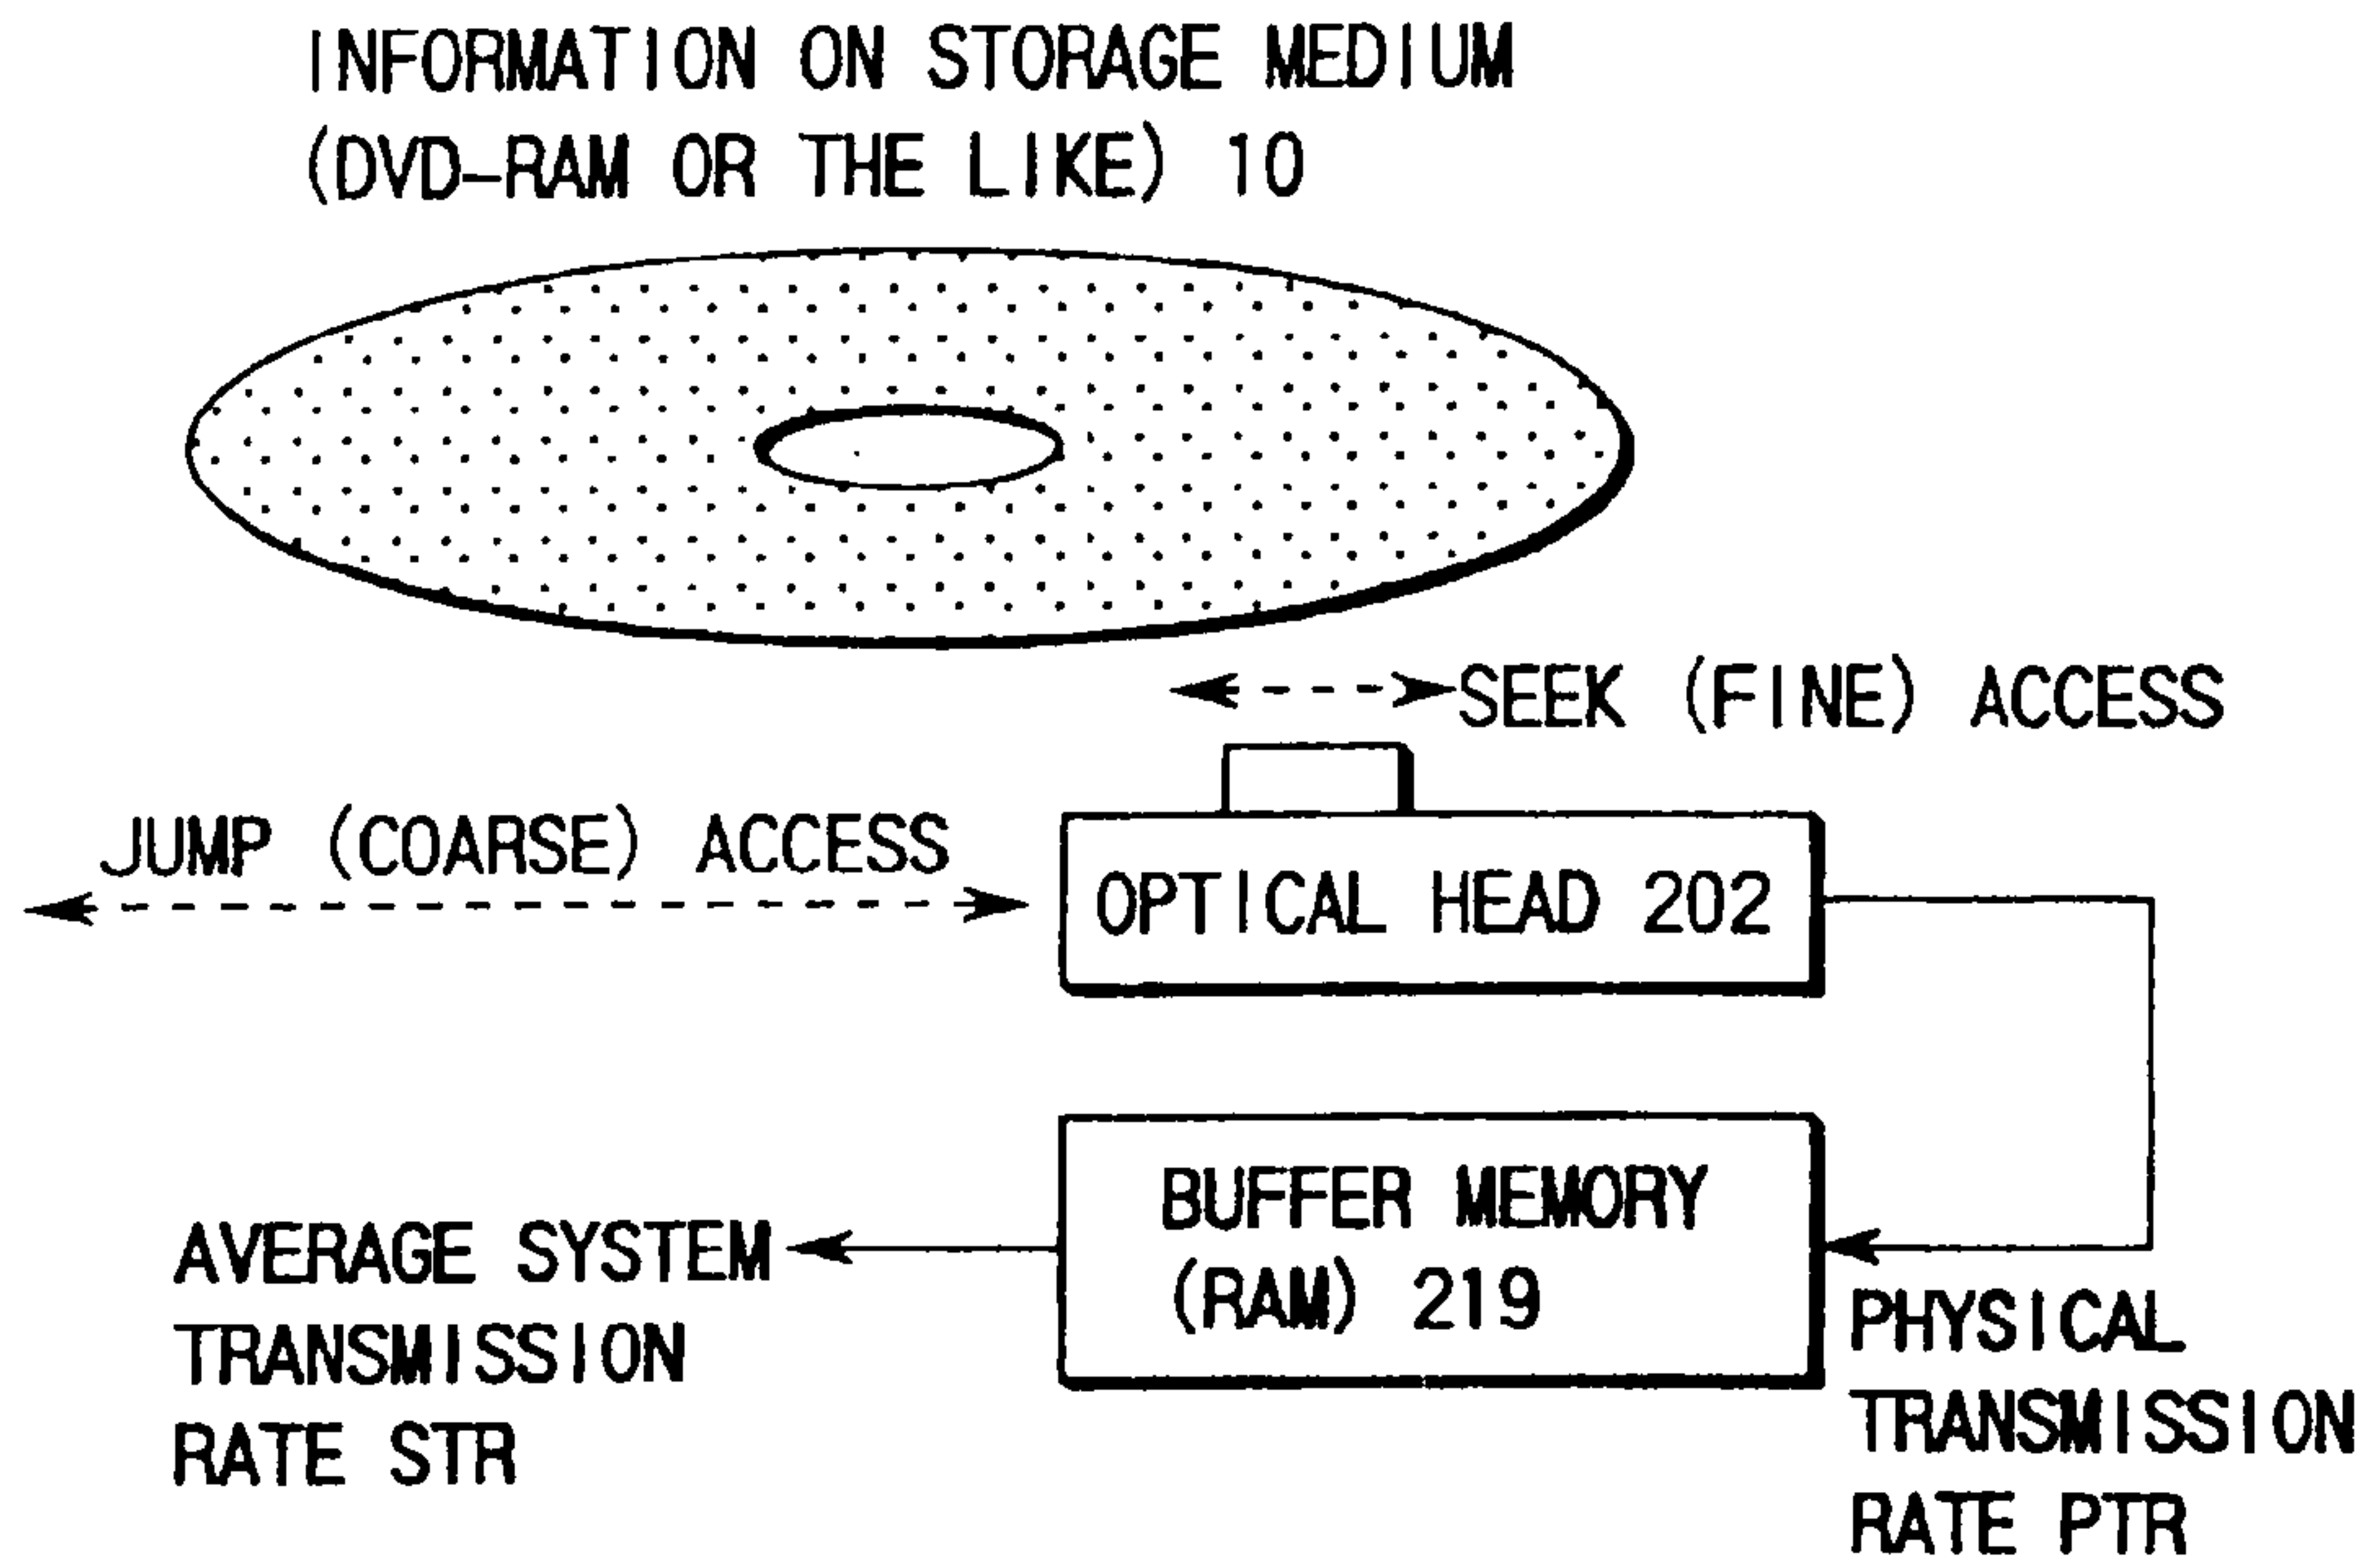 INFORMATION ON STORAGE MEDIUM
(DVD-RAM OR THE LIKE) 10
SEEK (FINE) ACCESS
JUMP (COARSE) ACCESS
OPTICAL HEAD 202
BUFFER MEMORY
(RAM) 219
AVERAGE SYSTEM
TRANSMISSION
RATE STR
PHYSICAL
TRANSMISSION
RATE PTR